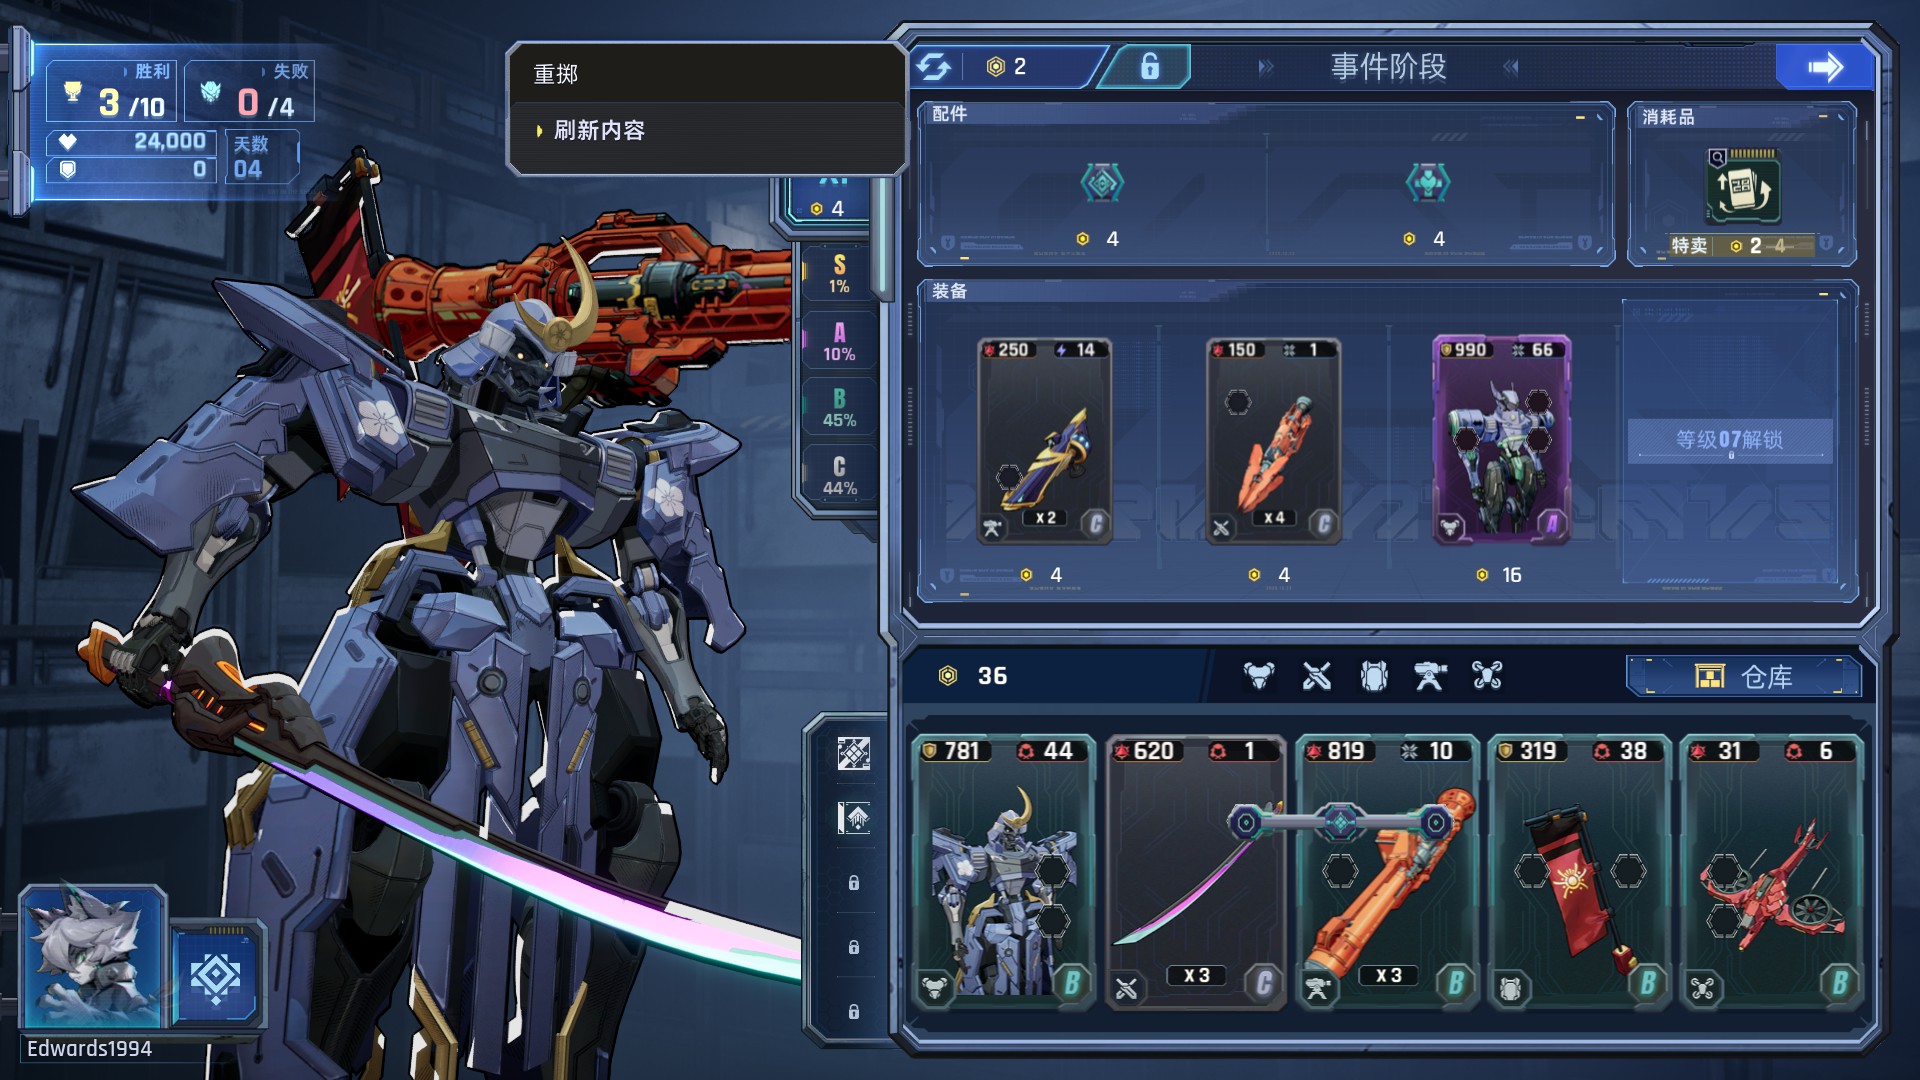 胜利
3/10
失败
0/4
24,000
0
天数
04
重掷
刷新内容
4
S
1%
A
10%
B
45%
C
44%
2
事件阶段
配件
4
4
消耗品
特卖 2 4
装备
250 14
x2
C
4
150 1
x4
C
4
990 66
A
16
等级07解锁
36
仓库
781 44
B
620 1
x3
C
819 10
x3
B
319 38
B
31 6
B
Edwards1994